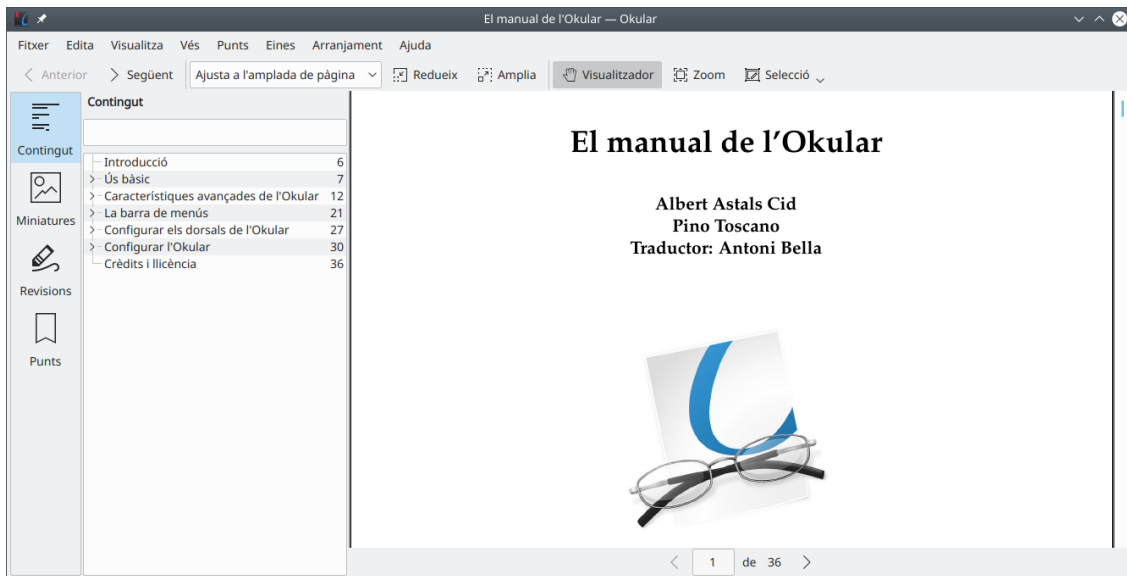 El manual de l'Okular — Okular
Fitxer Edita Visualitza Vés Punts Eines Arranjament Ajuda
Anterior Següent Ajusta a l'amplada de pàgina Redueix Amplia Visualitzador Zoom Selecció
Contingut
Miniatures
Revisions
Punts
Contingut
Introducció 6
Ús bàsic 7
Característiques avançades de l'Okular 12
La barra de menús 21
Configurar els dorsals de l'Okular 27
Configurar l'Okular 30
Crèdits i llicència 36
El manual de l'Okular
Albert Astals Cid
Pino Toscano
Traductor: Antoni Bella
1 de 36